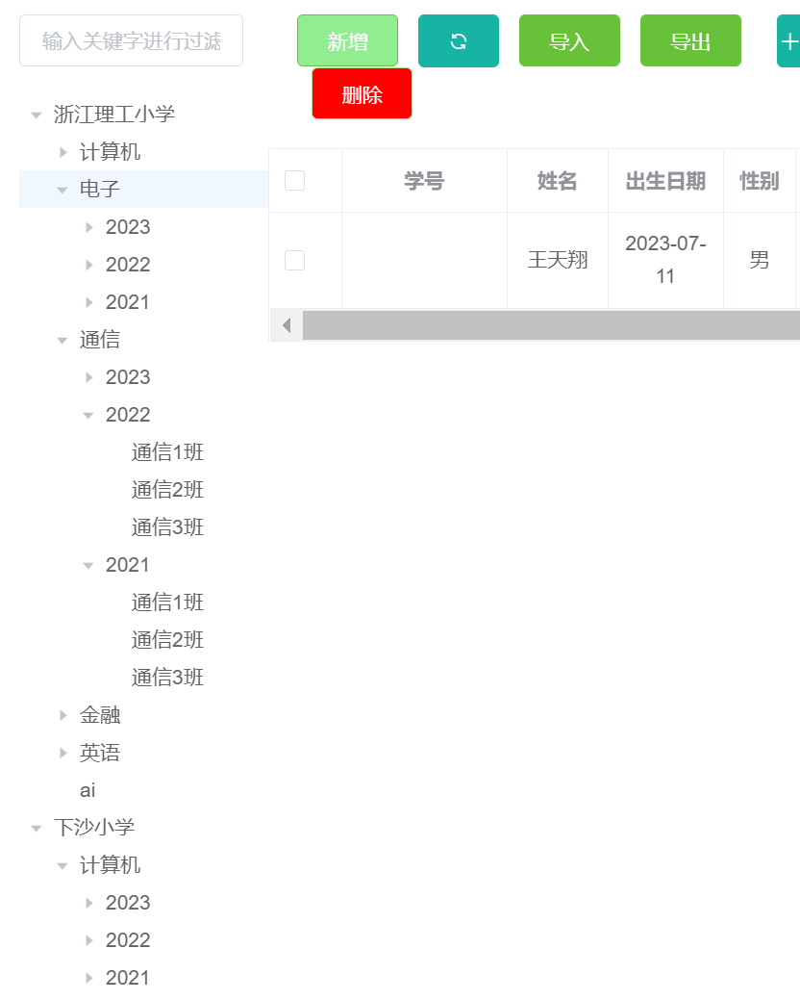 输入关键字进行过滤
新增
导入
导出
删除
浙江理工小学
计算机
电子
2023
2022
2021
通信
2023
2022
通信1班
通信2班
通信3班
2021
通信1班
通信2班
通信3班
金融
英语
ai
下沙小学
计算机
2023
2022
2021
学号 姓名 出生日期 性别
王天翔 2023-07- 男
11